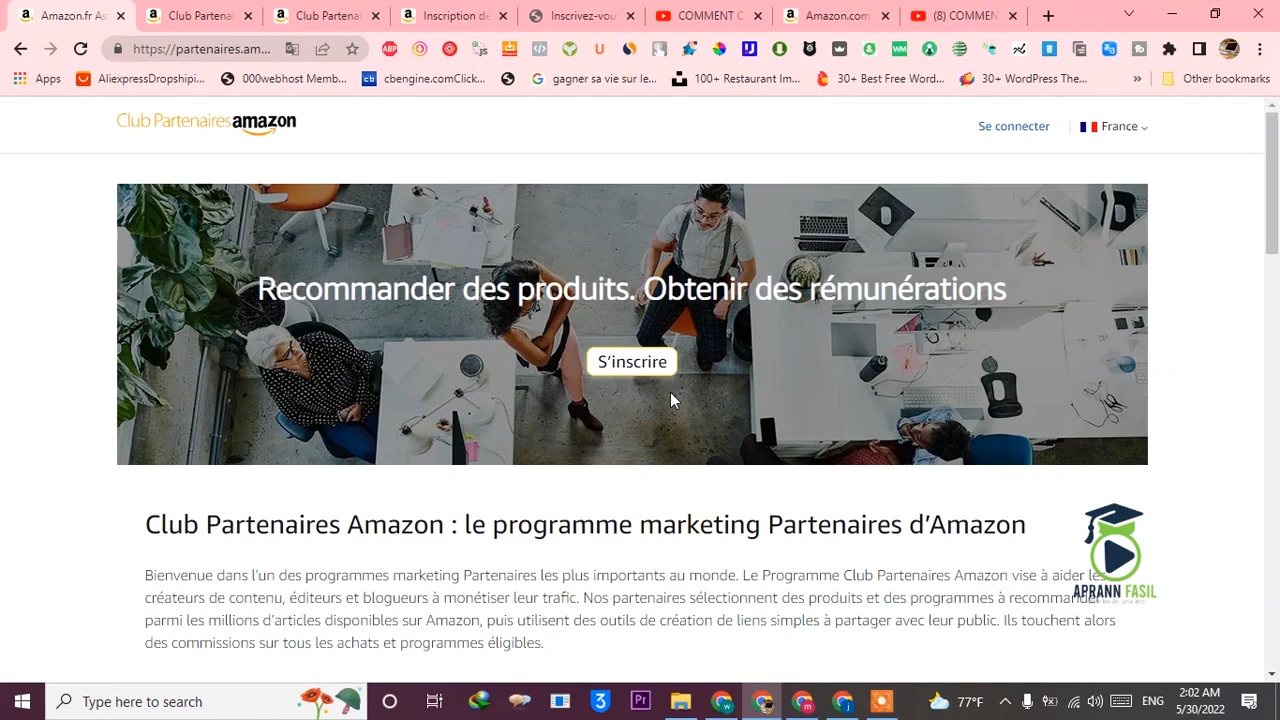 Amazon.fr As
Club Partenai
Club Partenai
Inscription de
Inscrivez-vou
COMMENT C
Amazon.com
(8) COMMEN
https://partenaires.am...
ABP
WM
Apps
AliexpressDropshipi...
000webhost Memb...
cb
cbengine.comClick...
gagner sa vie sur le...
100+ Restaurant Im...
30+ Best Free Word...
30+ WordPress The...
»
Other bookmarks
Club Partenaires amazon
Se connecter
France
Recommander des produits. Obtenir des rémunérations
S'inscrire
Club Partenaires Amazon : le programme marketing Partenaires d'Amazon
Bienvenue dans l'un des programmes marketing Partenaires les plus importants au monde. Le Programme Club Partenaires Amazon vise à aider les
créateurs de contenu, éditeurs et blogueurs à monétiser leur trafic. Nos partenaires sélectionnent des produits et des programmes à recommander
parmi les millions d'articles disponibles sur Amazon, puis utilisent des outils de création de liens simples à partager avec leur public. Ils touchent alors
des commissions sur tous les achats et programmes éligibles.
APRANN FASIL
Type here to search
Pr
77°F
ENG
2:02 AM
5/30/2022